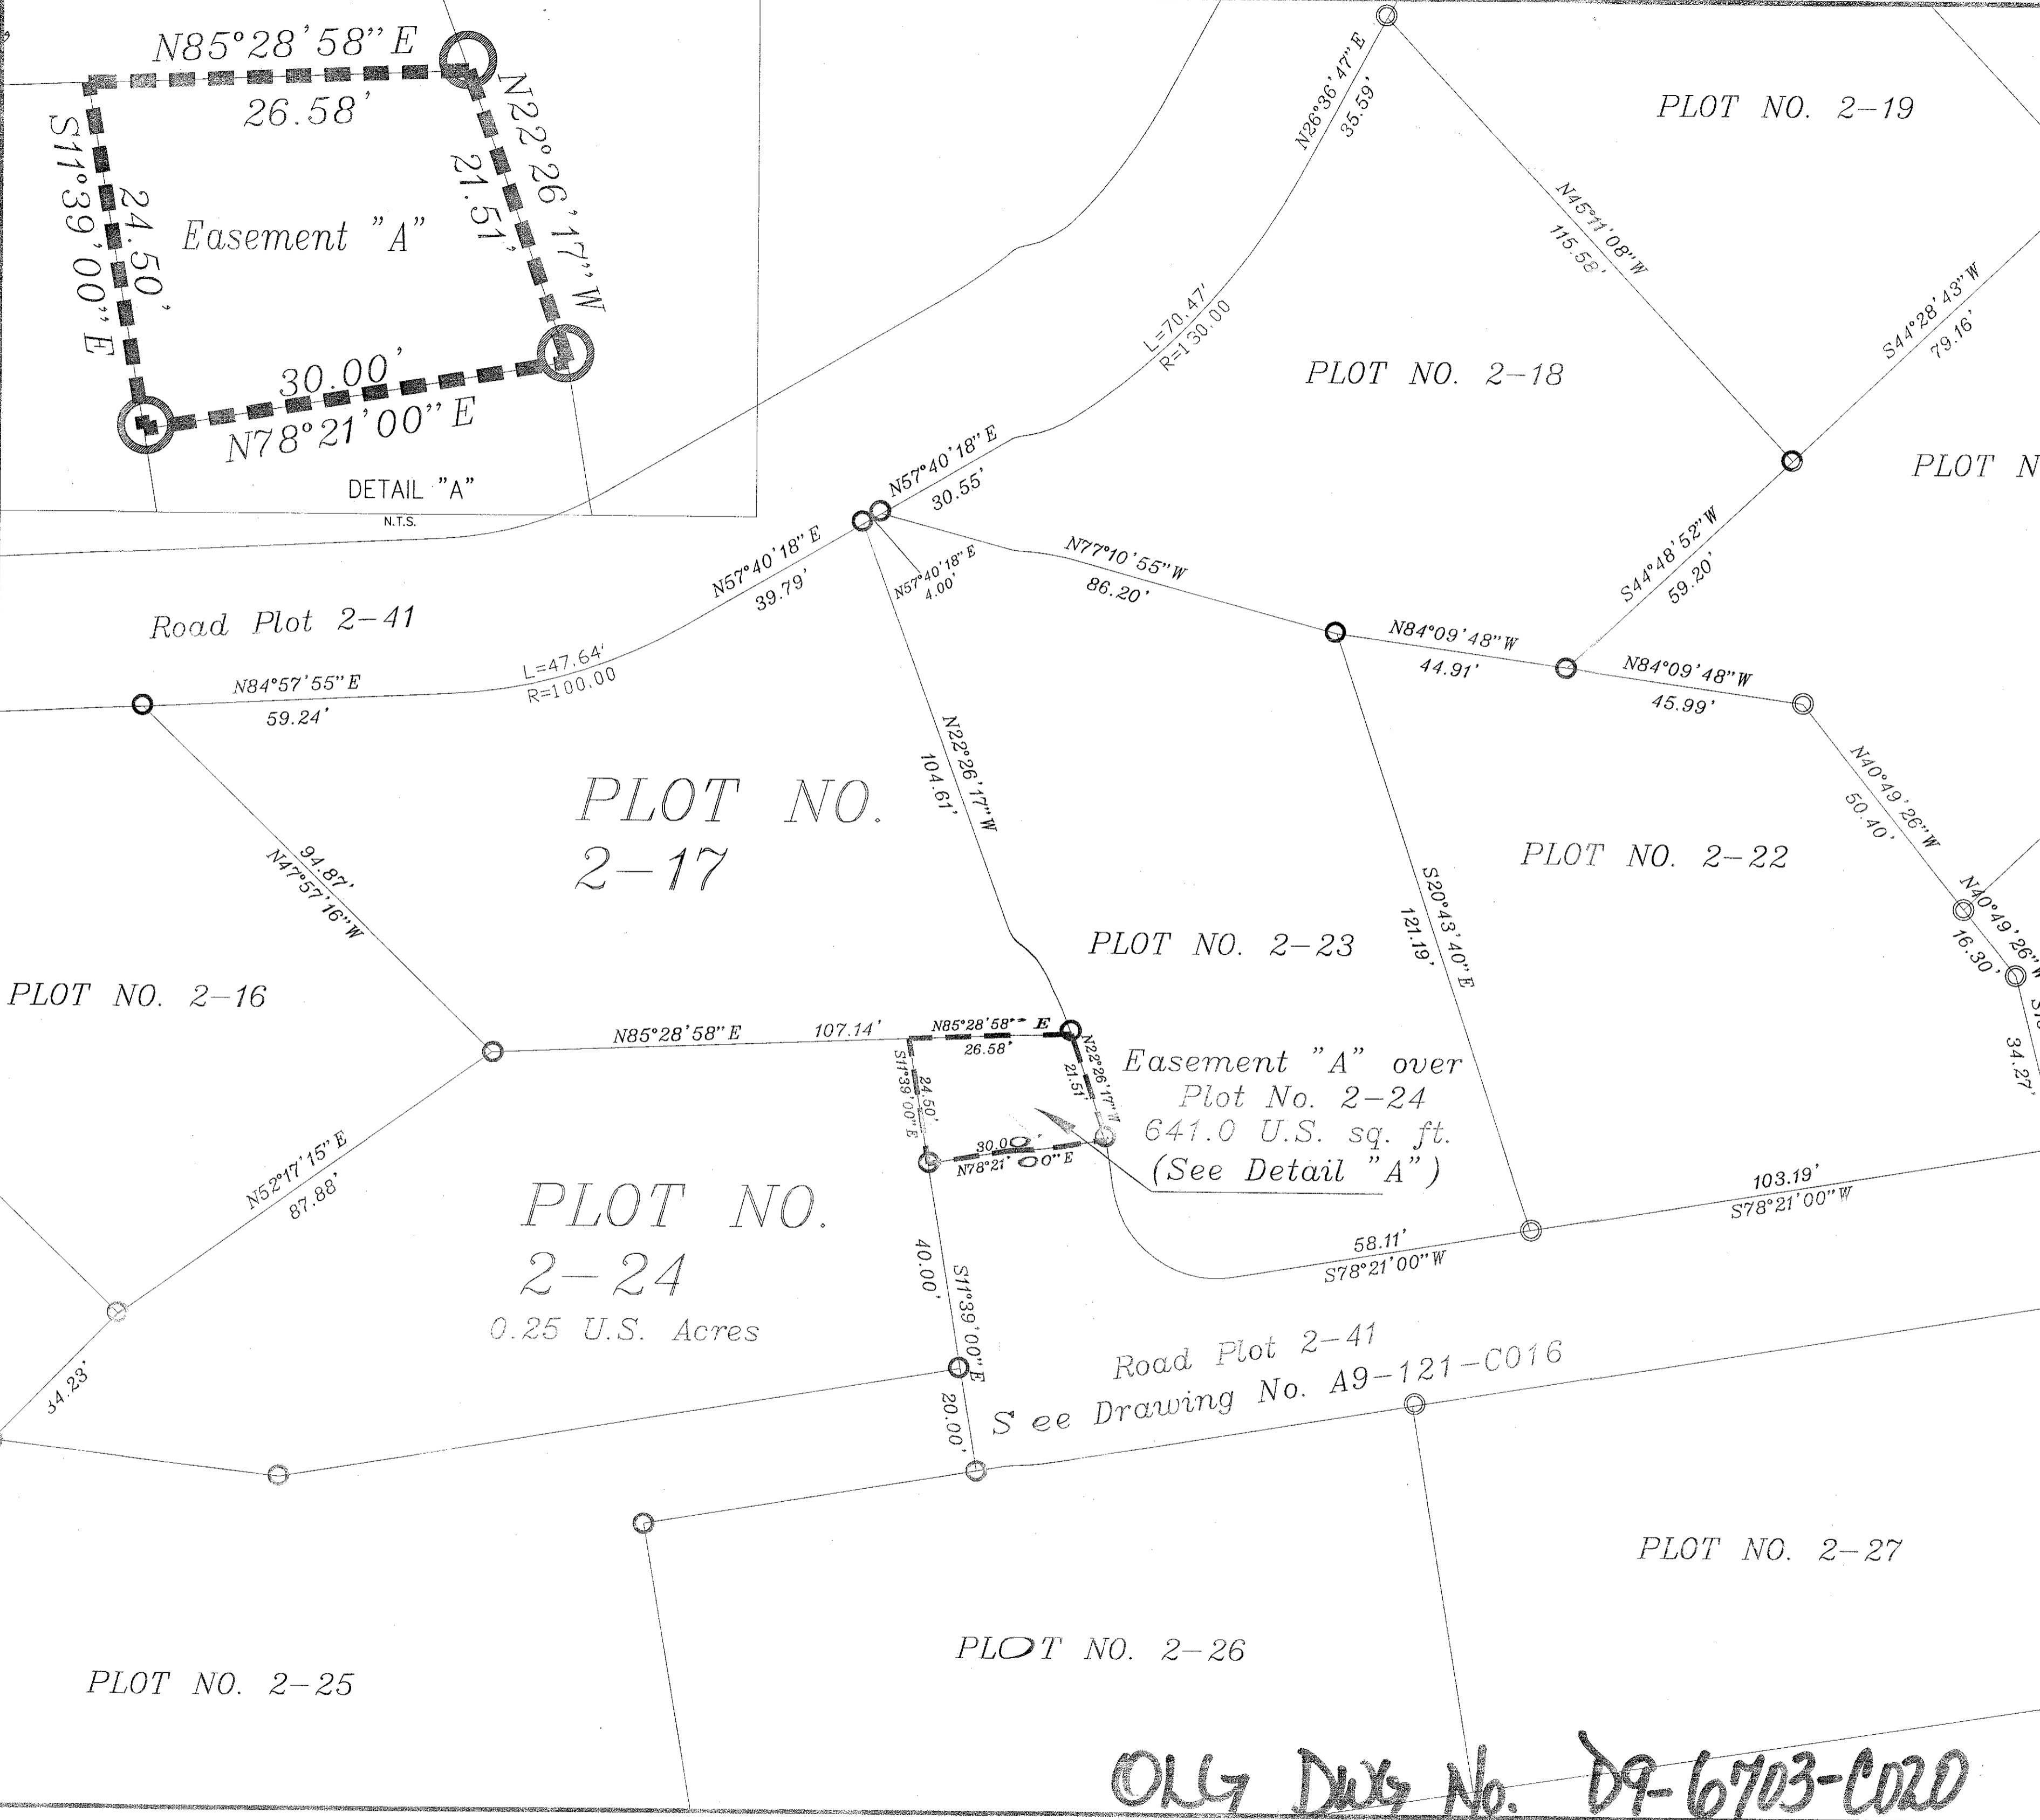 N85°28'58" E
26.58'
N22°26'17" W
21.51'
S11°39'00" E
24.50'
Easement "A"
30.00'
N78°21'00" E
DETAIL "A"
N.T.S.
N26°36'47" E
35.59'
PLOT NO. 2-19
N45°11'08" W
115.58'
S44°28'43" W
79.16'
L=70.47'
R=130.00
PLOT NO. 2-18
PLOT N
N57°40'18" E
30.55'
N57°40'18" E
39.79'
N57°40'18" E
4.00'
N77°10'55" W
86.20'
S44°48'52" W
59.20'
Road Plot 2-41
N84°09'48" W
44.91'
N84°09'48" W
45.99'
L=47.64'
R=100.00
N84°57'55" E
59.24'
N22°26'17" W
104.61'
PLOT NO.
2-17
N40°49'26" W
50.40'
PLOT NO. 2-22
94.87'
N47°57'16" W
S20°43'40" E
121.19'
N40°49'26" W
16.30'
PLOT NO. 2-23
PLOT NO. 2-16
34.27'
N85°28'58" E 107.14'
N85°28'58" E
26.58'
N22°26'17" W
21.51'
S11°39'00" E
24.50'
30.00'
N78°21'00" E
Easement "A" over
Plot No. 2-24
641.0 U.S. sq. ft.
(See Detail "A")
N52°17'15" E
87.88'
103.19'
S78°21'00" W
PLOT NO.
2-24
0.25 U.S. Acres
40.00'
S11°39'00" E
58.11'
S78°21'00" W
34.23'
Road Plot 2-41
See Drawing No. A9-121-C016
20.00'
PLOT NO. 2-27
PLOT NO. 2-26
PLOT NO. 2-25
OLG DWG No. D9-6703-C020